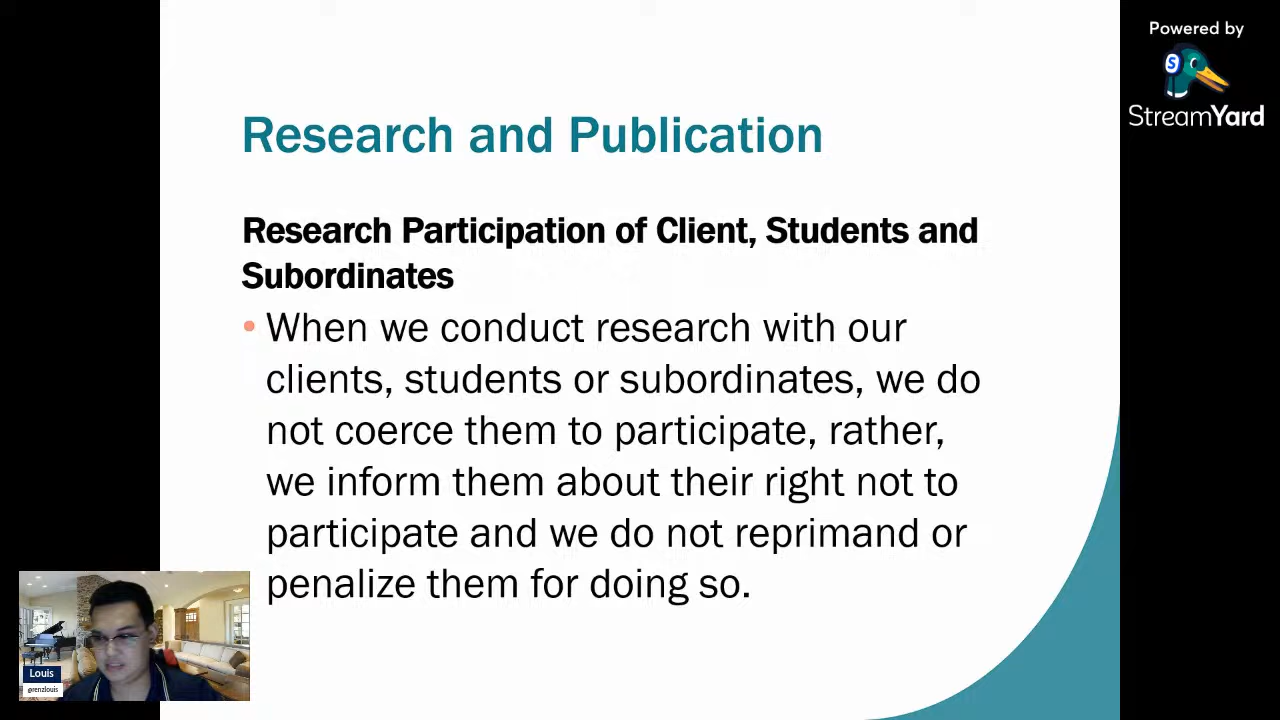 Powered by
S
StreamYard
Research and Publication
Research Participation of Client, Students and
Subordinates
• When we conduct research with our
clients, students or subordinates, we do
not coerce them to participate, rather,
we inform them about their right not to
participate and we do not reprimand or
penalize them for doing so.
Louis
@renzlouis